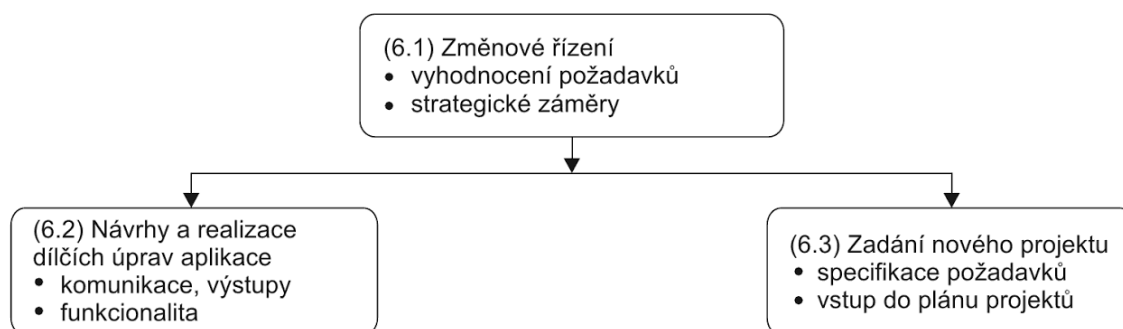 (6.1) Změnové řízení
• vyhodnocení požadavků
• strategické záměry
(6.2) Návrhy a realizace
dílčích úprav aplikace
• komunikace, výstupy
• funkcionalita
(6.3) Zadání nového projektu
• specifikace požadavků
• vstup do plánu projektů